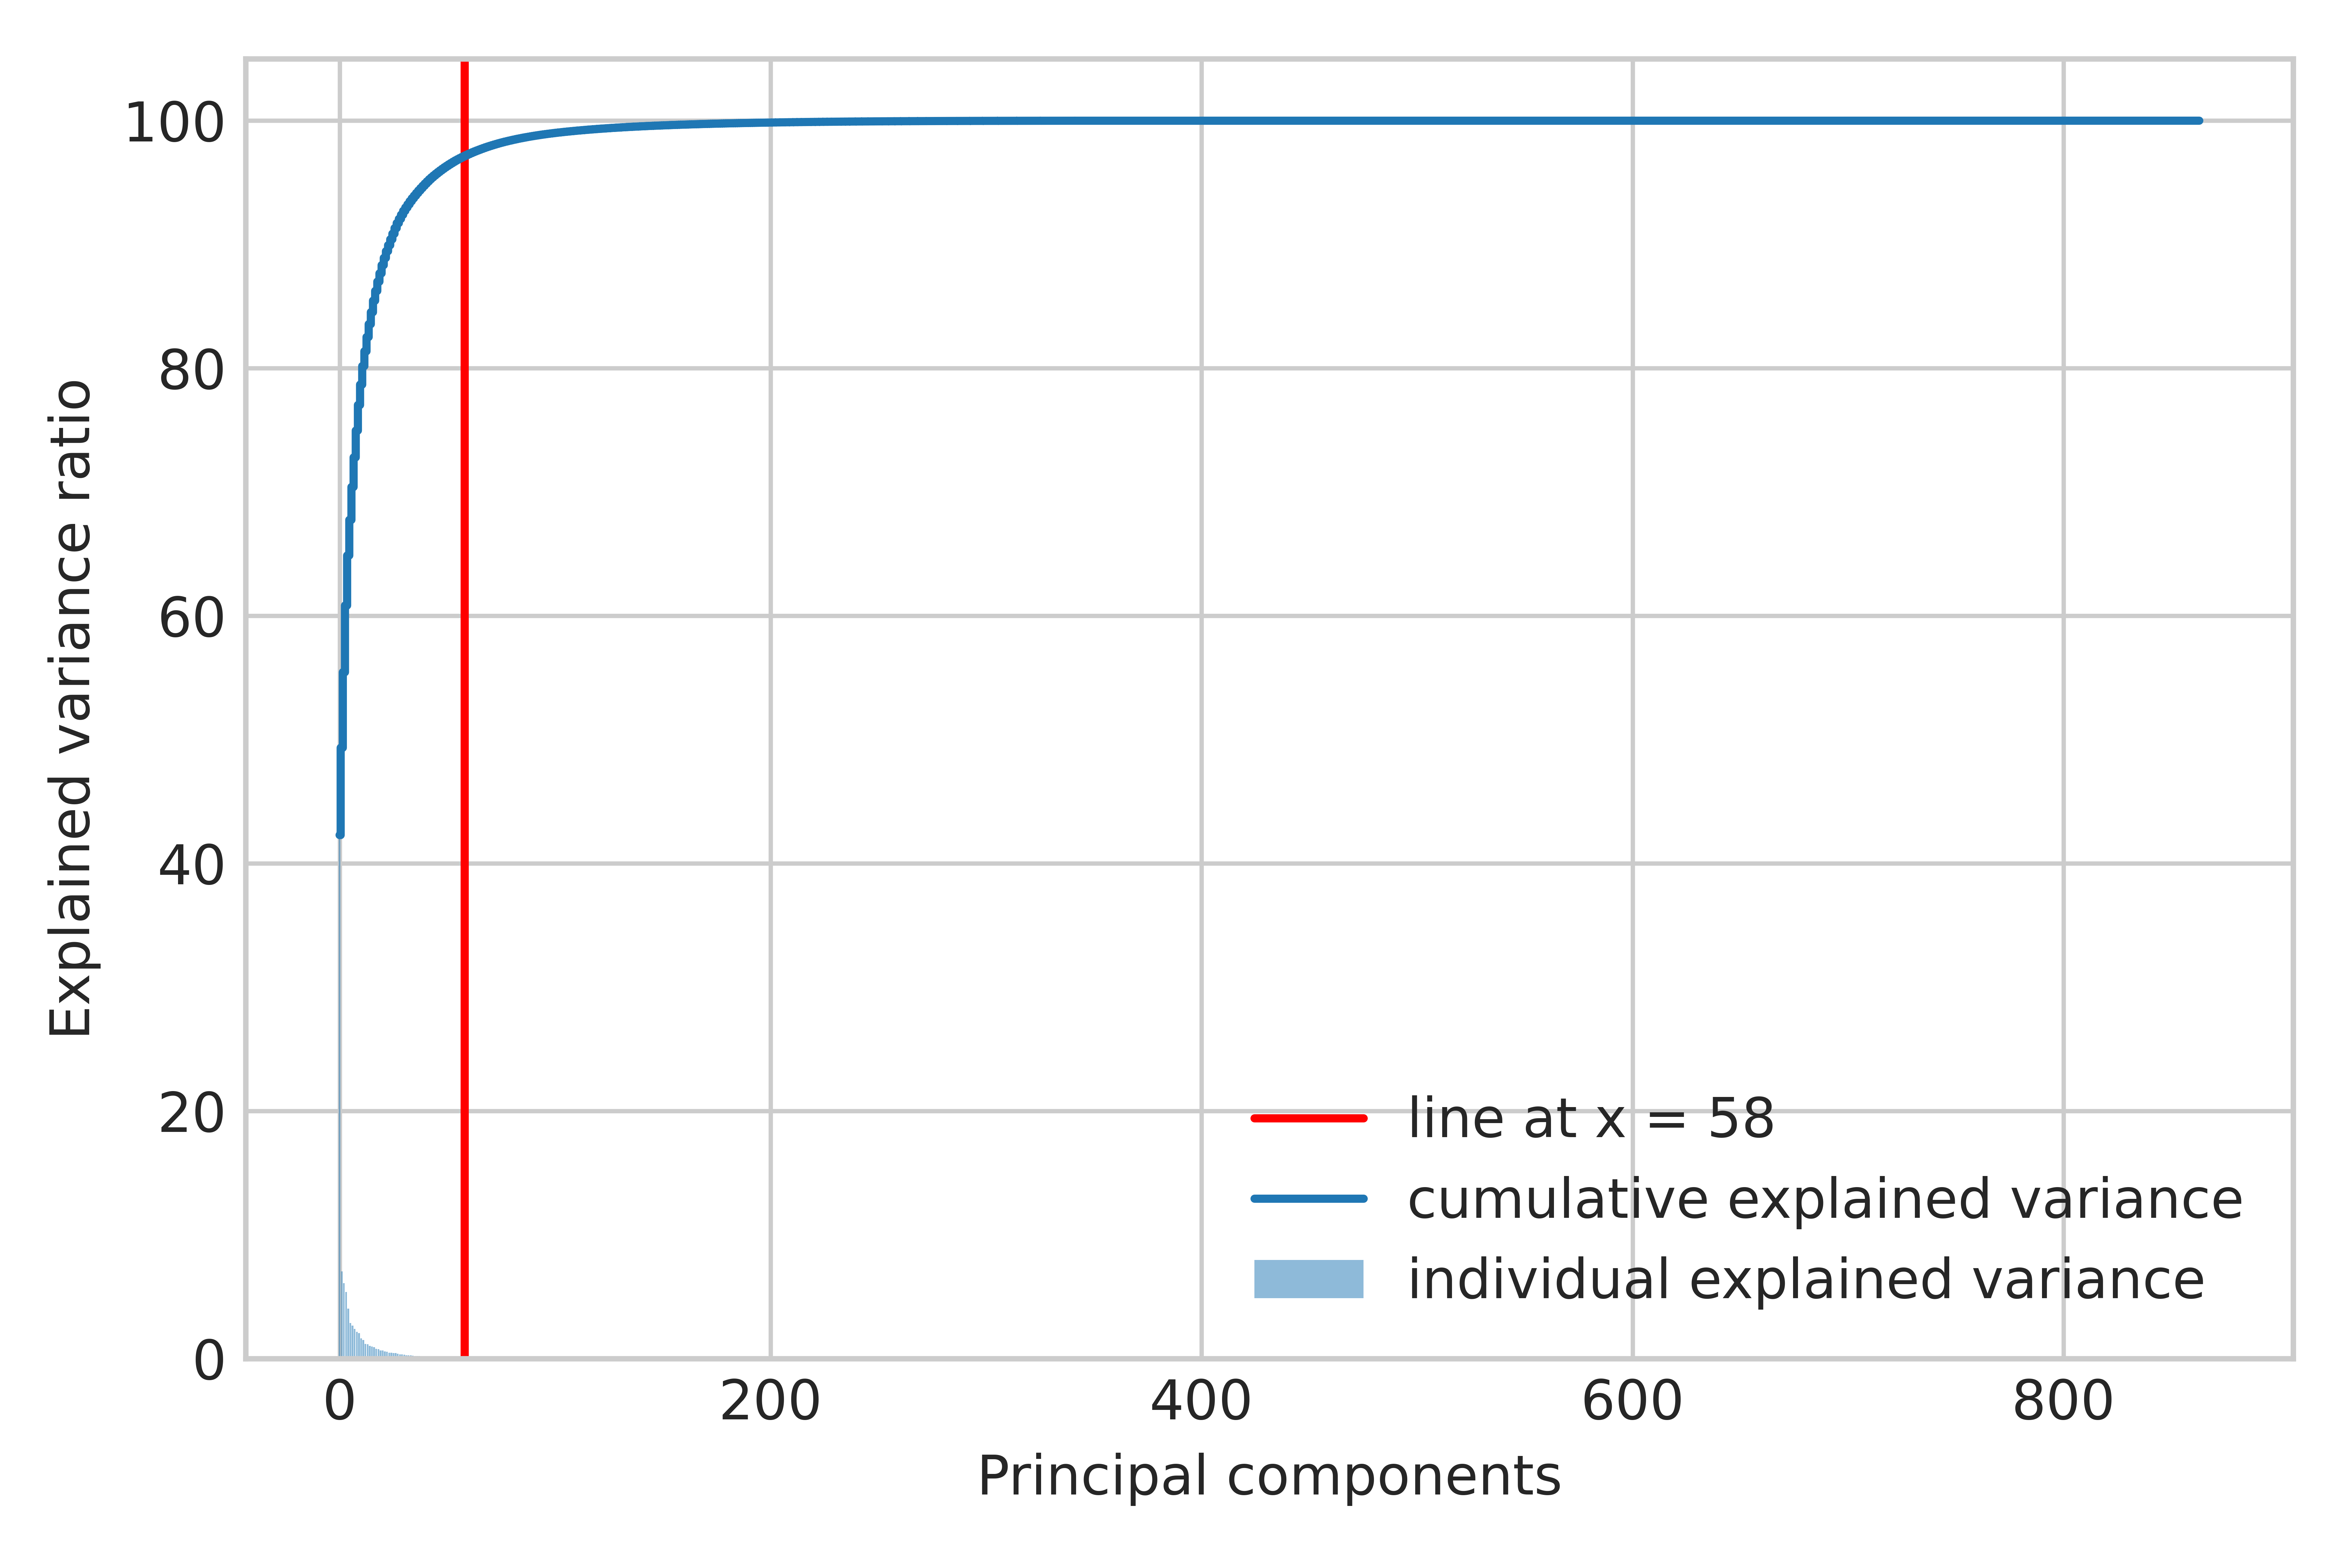 100
80
60
40
20
0
Explained variance ratio
line at x = 58
cumulative explained variance
individual explained variance
0 200 400 600 800
Principal components